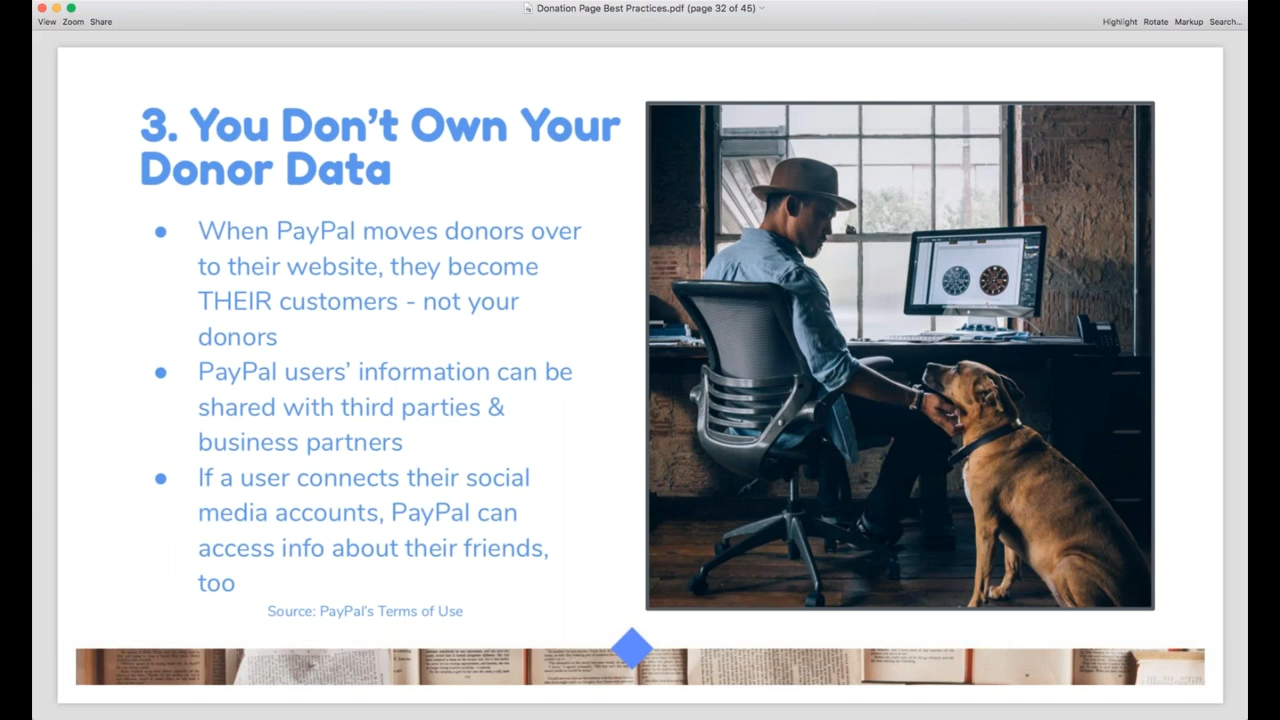 Donation Page Best Practices.pdf (page 32 of 45)
View Zoom Share
Highlight Rotate Markup Search...
3. You Don't Own Your
Donor Data
● When PayPal moves donors over
to their website, they become
THEIR customers - not your
donors
● PayPal users' information can be
shared with third parties &
business partners
● If a user connects their social
media accounts, PayPal can
access info about their friends,
too
Source: PayPal's Terms of Use